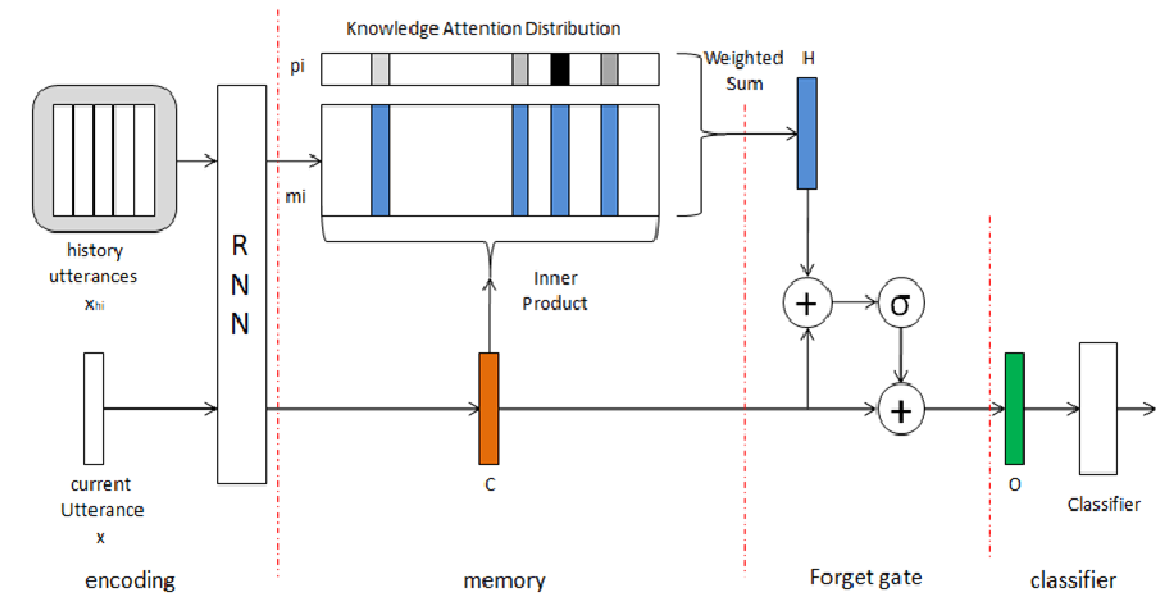 Knowledge Attention Distribution
pi
Weighted
Sum
H
mi
history
utterances
xhi
R
N
N
Inner
Product
+
σ
+
current
Utterance
x
C
O
Classifier
encoding
memory
Forget gate
classifier